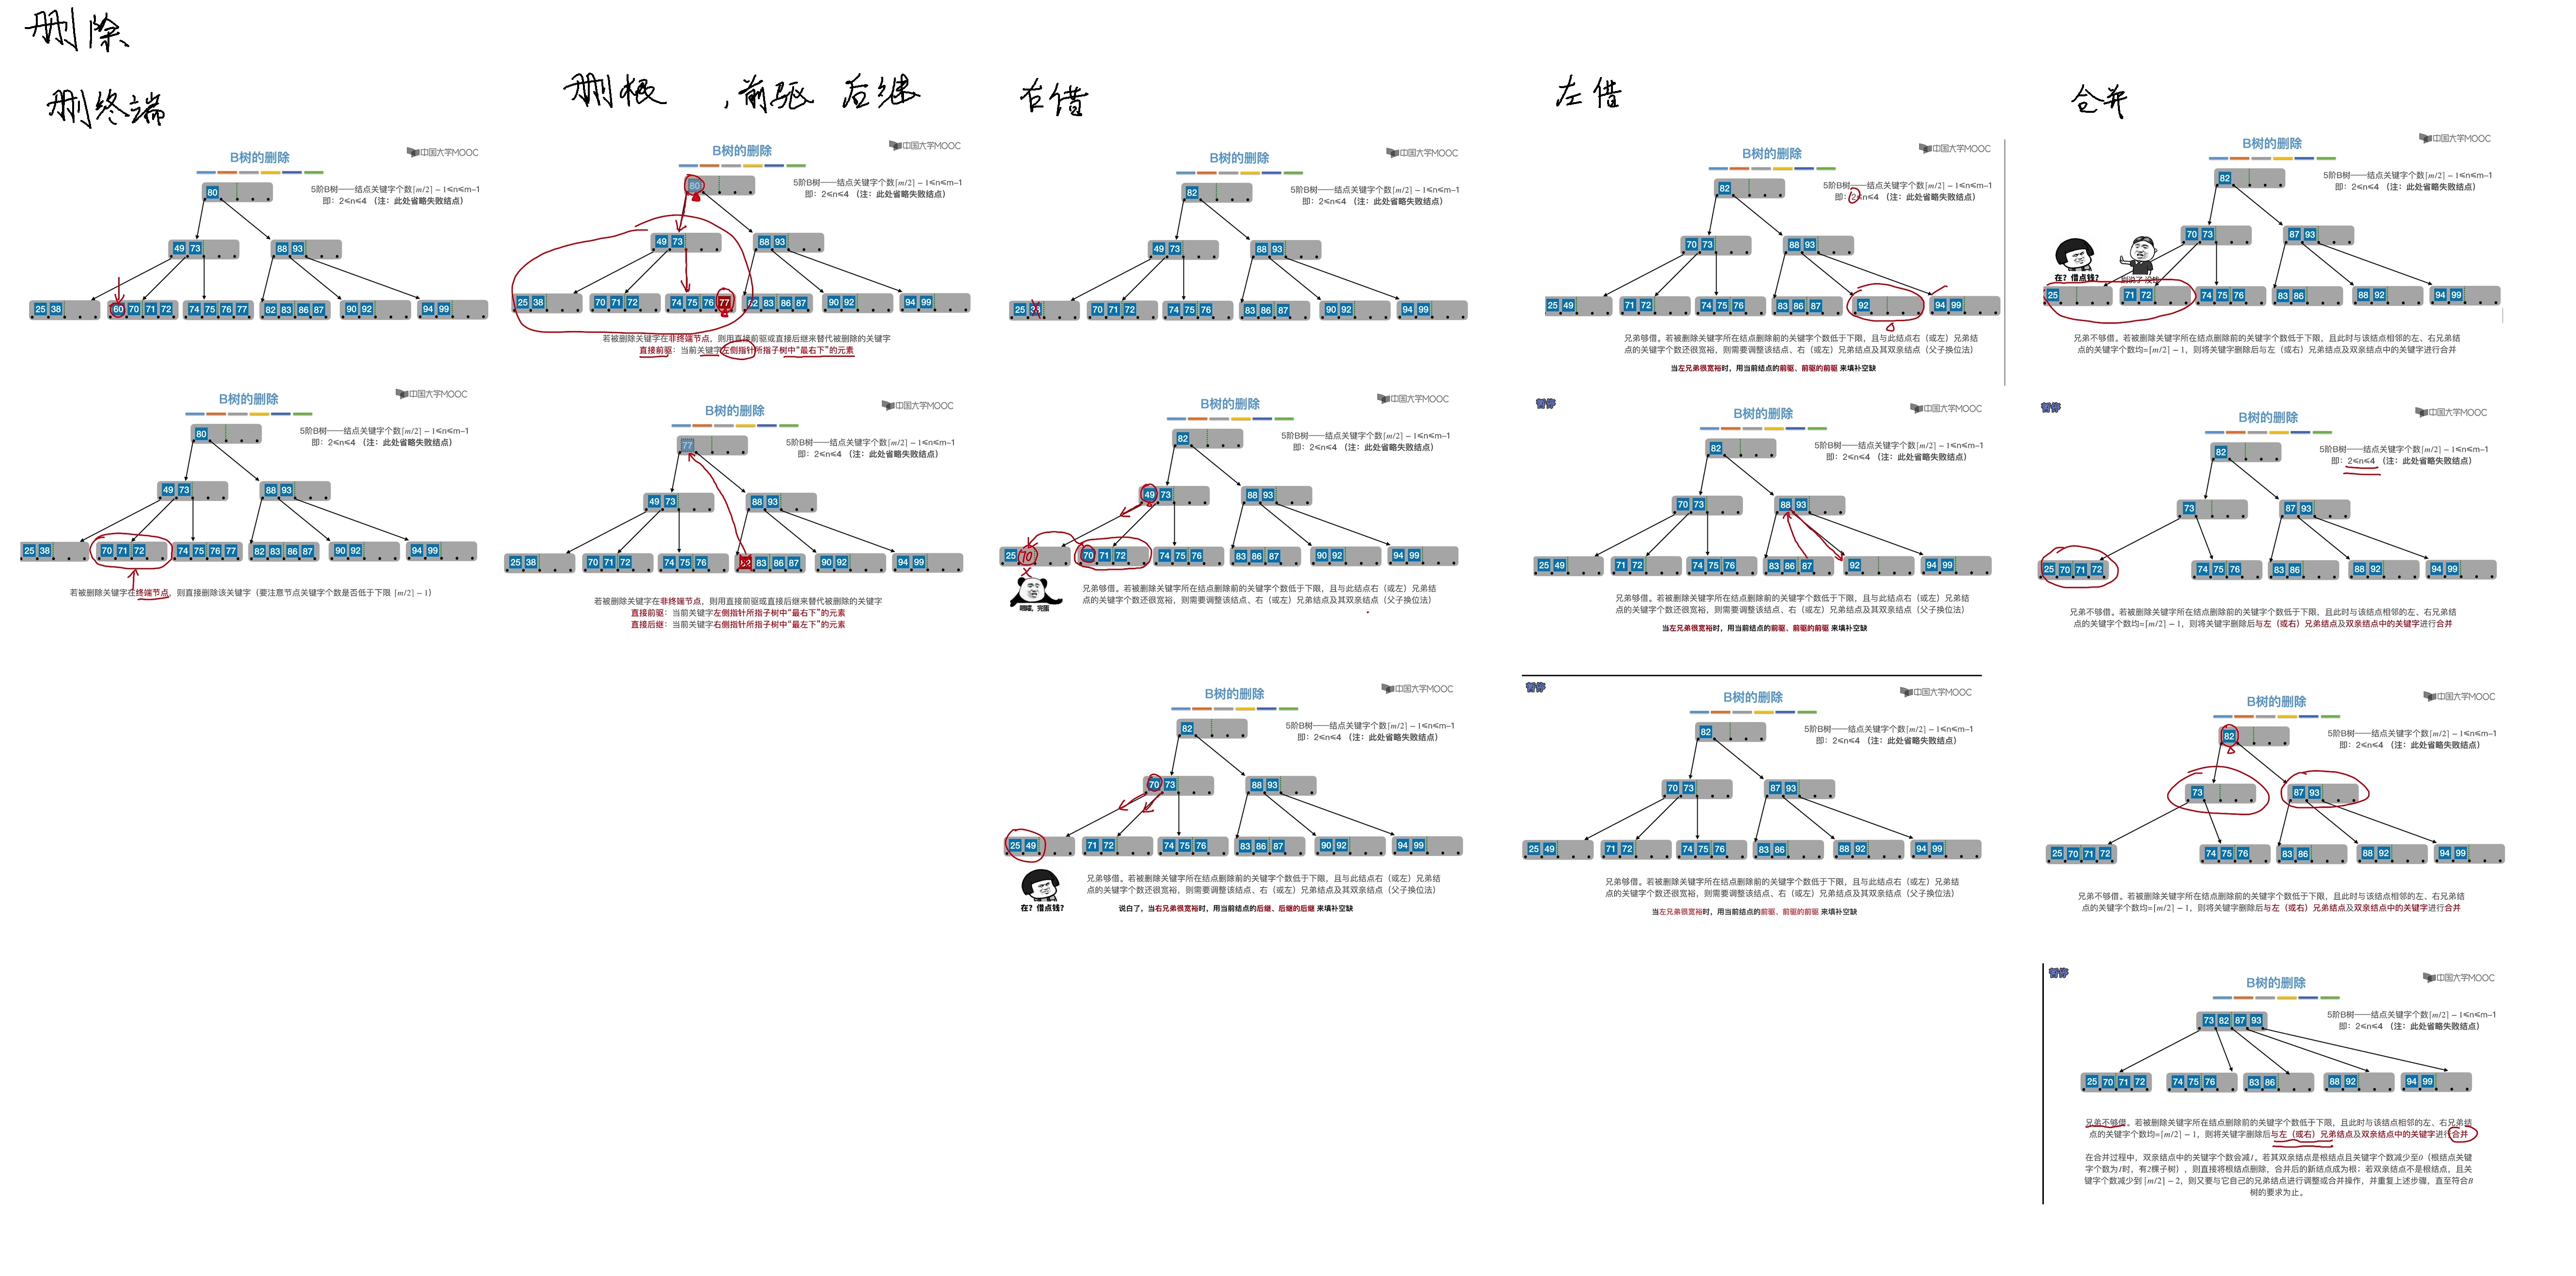 删除
删终端
B树的删除
中国大学MOOC
5阶B树——结点关键字个数⌈m/2⌉−1≤n≤m−1
即：2≤n≤4 （注：此处省略失败结点）
80
49 73
88 93
25 38
60 70 71 72
74 75 76 77
82 83 86 87
90 92
94 99
B树的删除
中国大学MOOC
5阶B树——结点关键字个数⌈m/2⌉−1≤n≤m−1
即：2≤n≤4 （注：此处省略失败结点）
80
49 73
88 93
25 38
70 71 72
74 75 76 77
82 83 86 87
90 92
94 99
若被删除关键字在终端节点，则直接删除该关键字（要注意节点关键字个数是否低于下限 ⌈m/2⌉−1）
删根 ，前驱 后继
B树的删除
中国大学MOOC
5阶B树——结点关键字个数⌈m/2⌉−1≤n≤m−1
即：2≤n≤4 （注：此处省略失败结点）
80
49 73
88 93
25 38
70 71 72
74 75 76 77
82 83 86 87
90 92
94 99
若被删除关键字在非终端节点，则用直接前驱或直接后继来替代被删除的关键字
直接前驱：当前关键字左侧指针所指子树中“最右下”的元素
B树的删除
中国大学MOOC
5阶B树——结点关键字个数⌈m/2⌉−1≤n≤m−1
即：2≤n≤4 （注：此处省略失败结点）
77
49 73
88 93
25 38
70 71 72
74 75 76
82 83 86 87
90 92
94 99
若被删除关键字在非终端节点，则用直接前驱或直接后继来替代被删除的关键字
直接前驱：当前关键字左侧指针所指子树中“最右下”的元素
直接后继：当前关键字右侧指针所指子树中“最左下”的元素
右借
B树的删除
中国大学MOOC
5阶B树——结点关键字个数⌈m/2⌉−1≤n≤m−1
即：2≤n≤4 （注：此处省略失败结点）
82
49 73
88 93
25 38
70 71 72
74 75 76
83 86 87
90 92
94 99
B树的删除
中国大学MOOC
5阶B树——结点关键字个数⌈m/2⌉−1≤n≤m−1
即：2≤n≤4 （注：此处省略失败结点）
82
49 73
88 93
25 70
70 71 72
74 75 76
83 86 87
90 92
94 99
兄弟够借。若被删除关键字所在结点删除前的关键字个数低于下限，且与此结点右（或左）兄弟结
点的关键字个数还很宽裕，则需要调整该结点、右（或左）兄弟结点及其双亲结点（父子换位法）
B树的删除
中国大学MOOC
5阶B树——结点关键字个数⌈m/2⌉−1≤n≤m−1
即：2≤n≤4 （注：此处省略失败结点）
82
70 73
88 93
25 49
71 72
74 75 76
83 86 87
90 92
94 99
在？借点钱？
兄弟够借。若被删除关键字所在结点删除前的关键字个数低于下限，且与此结点右（或左）兄弟结
点的关键字个数还很宽裕，则需要调整该结点、右（或左）兄弟结点及其双亲结点（父子换位法）
说白了，当右兄弟很宽裕时，用当前结点的后继、后继的后继 来填补空缺
左借
B树的删除
中国大学MOOC
5阶B树——结点关键字个数⌈m/2⌉−1≤n≤m−1
即：2≤n≤4 （注：此处省略失败结点）
82
70 73
88 93
25 49
71 72
74 75 76
83 86 87
92
94 99
兄弟够借。若被删除关键字所在结点删除前的关键字个数低于下限，且与此结点右（或左）兄弟结
点的关键字个数还很宽裕，则需要调整该结点、右（或左）兄弟结点及其双亲结点（父子换位法）
当左兄弟很宽裕时，用当前结点的前驱、前驱的前驱 来填补空缺
暂停
B树的删除
中国大学MOOC
5阶B树——结点关键字个数⌈m/2⌉−1≤n≤m−1
即：2≤n≤4 （注：此处省略失败结点）
82
70 73
88 93
25 49
71 72
74 75 76
83 86 87
92
94 99
兄弟够借。若被删除关键字所在结点删除前的关键字个数低于下限，且与此结点右（或左）兄弟结
点的关键字个数还很宽裕，则需要调整该结点、右（或左）兄弟结点及其双亲结点（父子换位法）
当左兄弟很宽裕时，用当前结点的前驱、前驱的前驱 来填补空缺
暂停
B树的删除
中国大学MOOC
5阶B树——结点关键字个数⌈m/2⌉−1≤n≤m−1
即：2≤n≤4 （注：此处省略失败结点）
82
70 73
87 93
25 49
71 72
74 75 76
83 86
88 92
94 99
兄弟够借。若被删除关键字所在结点删除前的关键字个数低于下限，且与此结点右（或左）兄弟结
点的关键字个数还很宽裕，则需要调整该结点、右（或左）兄弟结点及其双亲结点（父子换位法）
当左兄弟很宽裕时，用当前结点的前驱、前驱的前驱 来填补空缺
合并
B树的删除
中国大学MOOC
5阶B树——结点关键字个数⌈m/2⌉−1≤n≤m−1
即：2≤n≤4 （注：此处省略失败结点）
82
70 73
87 93
在？借点钱？
25
71 72
74 75 76
83 86
88 92
94 99
兄弟不够借。若被删除关键字所在结点删除前的关键字个数低于下限，且此时与该结点相邻的左、右兄弟结
点的关键字个数均=⌈m/2⌉−1，则将关键字删除后与左（或右）兄弟结点及双亲结点中的关键字进行合并
暂停
B树的删除
中国大学MOOC
5阶B树——结点关键字个数⌈m/2⌉−1≤n≤m−1
即：2≤n≤4 （注：此处省略失败结点）
82
73
87 93
25 70 71 72
74 75 76
83 86
88 92
94 99
兄弟不够借。若被删除关键字所在结点删除前的关键字个数低于下限，且此时与该结点相邻的左、右兄弟结
点的关键字个数均=⌈m/2⌉−1，则将关键字删除后与左（或右）兄弟结点及双亲结点中的关键字进行合并
B树的删除
中国大学MOOC
5阶B树——结点关键字个数⌈m/2⌉−1≤n≤m−1
即：2≤n≤4 （注：此处省略失败结点）
82
73
87 93
25 70 71 72
74 75 76
83 86
88 92
94 99
兄弟不够借。若被删除关键字所在结点删除前的关键字个数低于下限，且此时与该结点相邻的左、右兄弟结
点的关键字个数均=⌈m/2⌉−1，则将关键字删除后与左（或右）兄弟结点及双亲结点中的关键字进行合并
暂停
B树的删除
中国大学MOOC
5阶B树——结点关键字个数⌈m/2⌉−1≤n≤m−1
即：2≤n≤4 （注：此处省略失败结点）
73 82 87 93
25 70 71 72
74 75 76
83 86
88 92
94 99
兄弟不够借。若被删除关键字所在结点删除前的关键字个数低于下限，且此时与该结点相邻的左、右兄弟结
点的关键字个数均=⌈m/2⌉−1，则将关键字删除后与左（或右）兄弟结点及双亲结点中的关键字进行合并
在合并过程中，双亲结点中的关键字个数会减1。若其双亲结点是根结点且关键字个数减少至0（根结点关键
字个数为1时，有2棵子树），则直接将根结点删除，合并后的新结点成为根；若双亲结点不是根结点，且关
键字个数减少到 ⌈m/2⌉−2，则又要与它自己的兄弟结点进行调整或合并操作，并重复上述步骤，直至符合B
树的要求为止。